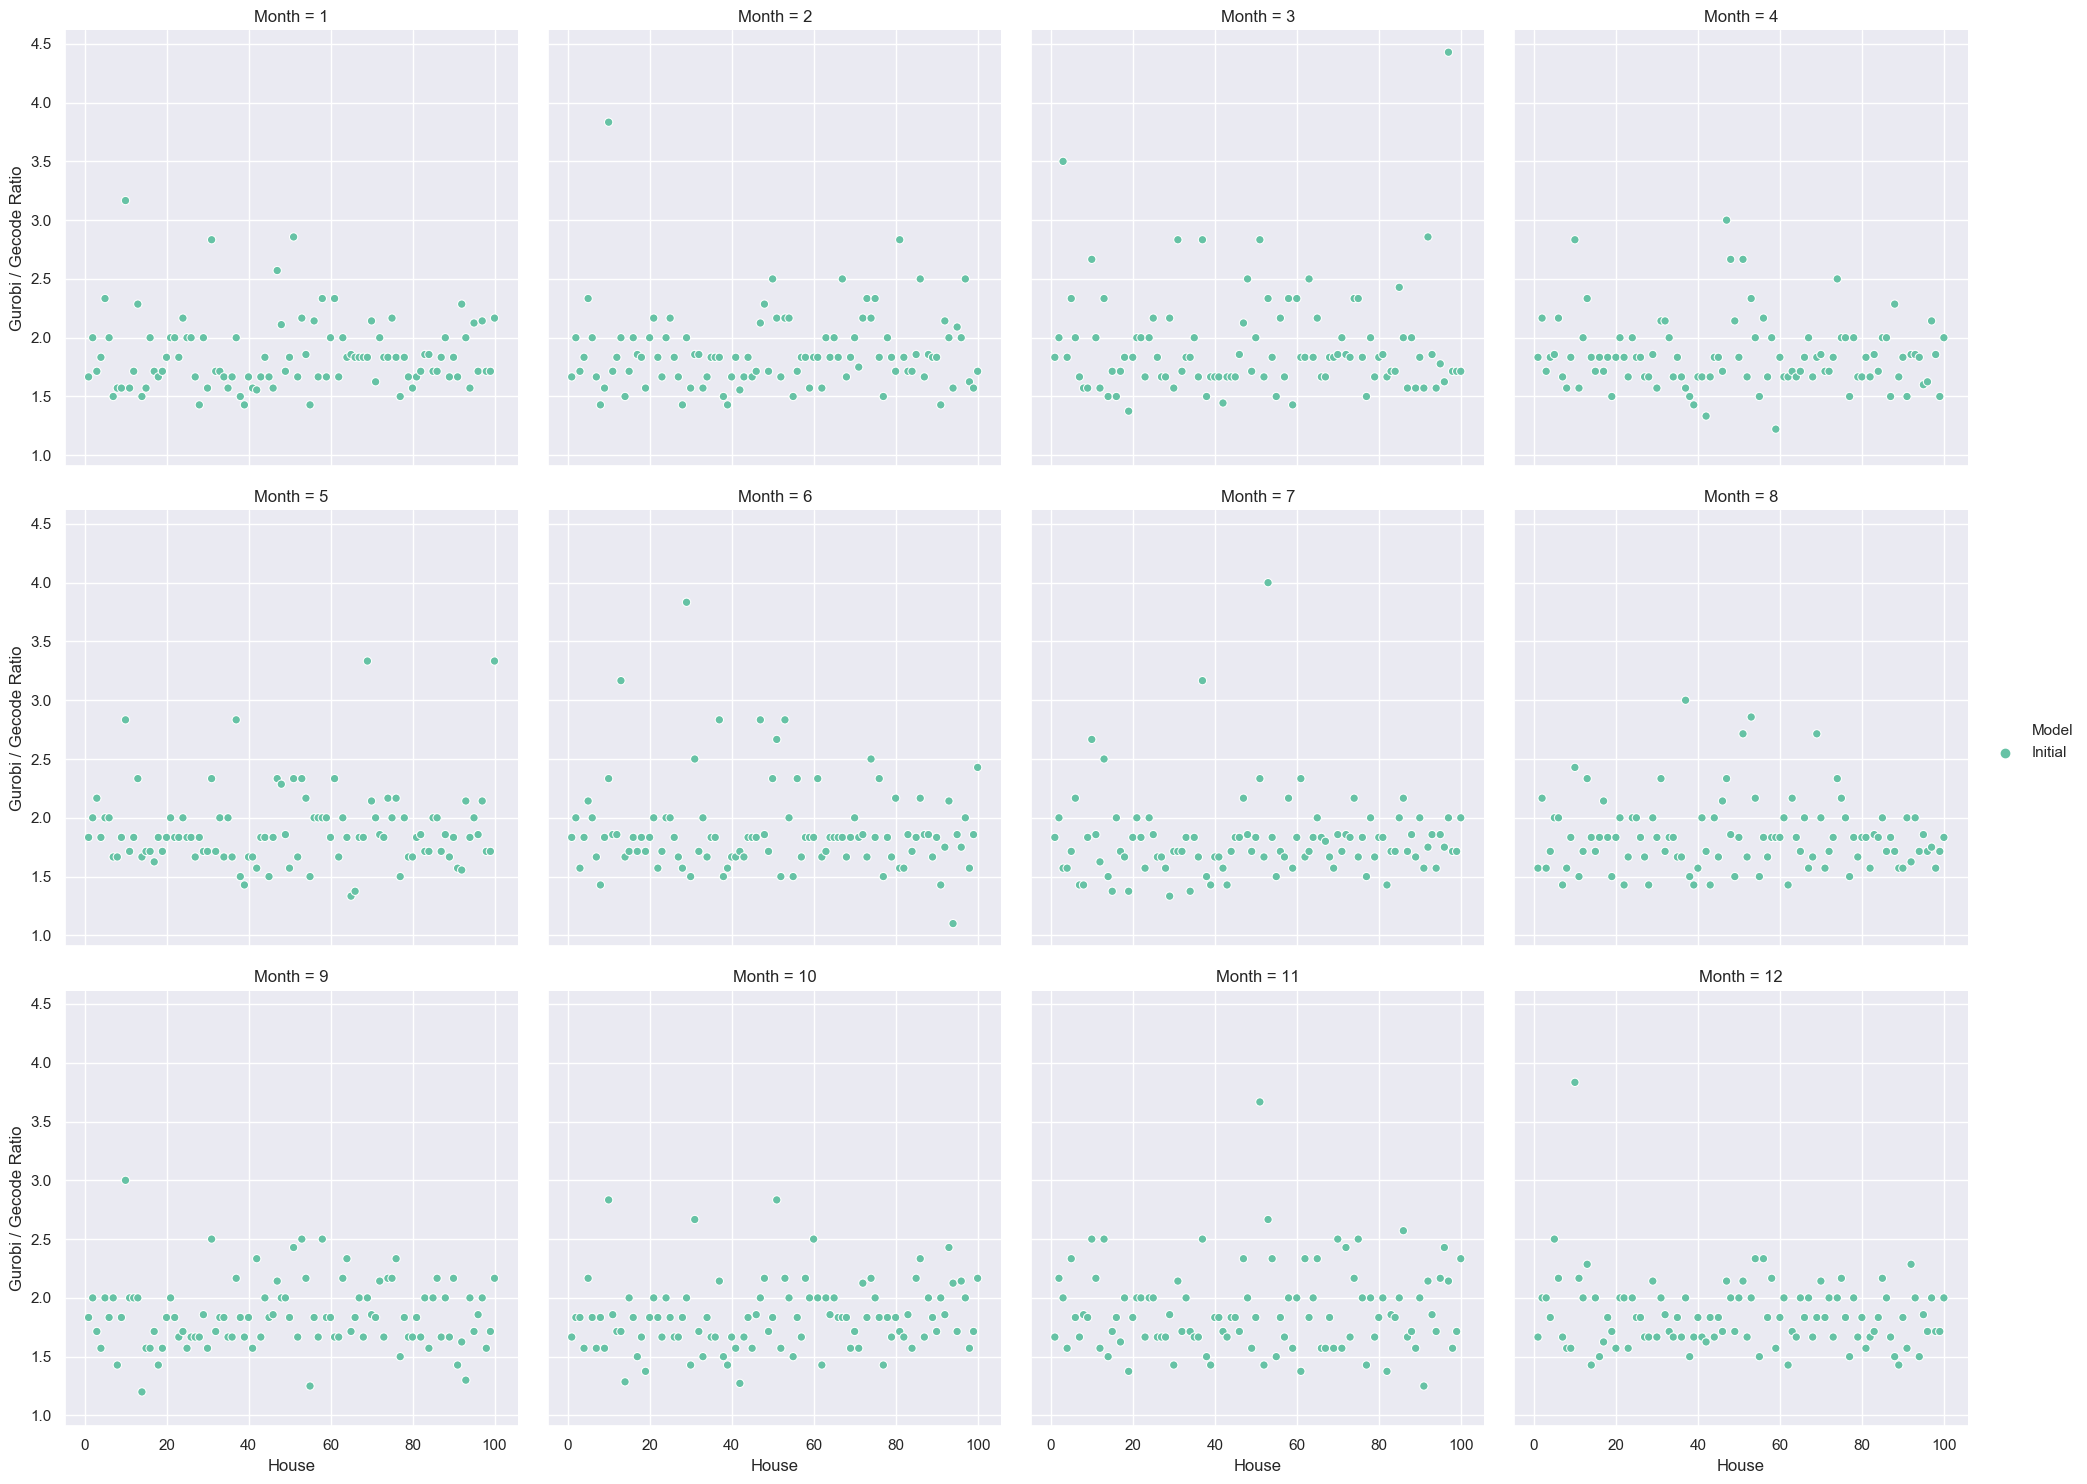 Month = 1
Month = 2
Month = 3
Month = 4
4.5
4.0
3.5
3.0
2.5
2.0
1.5
1.0
Gurobi / Gecode Ratio
Month = 5
Month = 6
Month = 7
Month = 8
4.5
4.0
3.5
3.0
2.5
2.0
1.5
1.0
Gurobi / Gecode Ratio
Model
Initial
Month = 9
Month = 10
Month = 11
Month = 12
4.5
4.0
3.5
3.0
2.5
2.0
1.5
1.0
Gurobi / Gecode Ratio
0 20 40 60 80 100
House
0 20 40 60 80 100
House
0 20 40 60 80 100
House
0 20 40 60 80 100
House